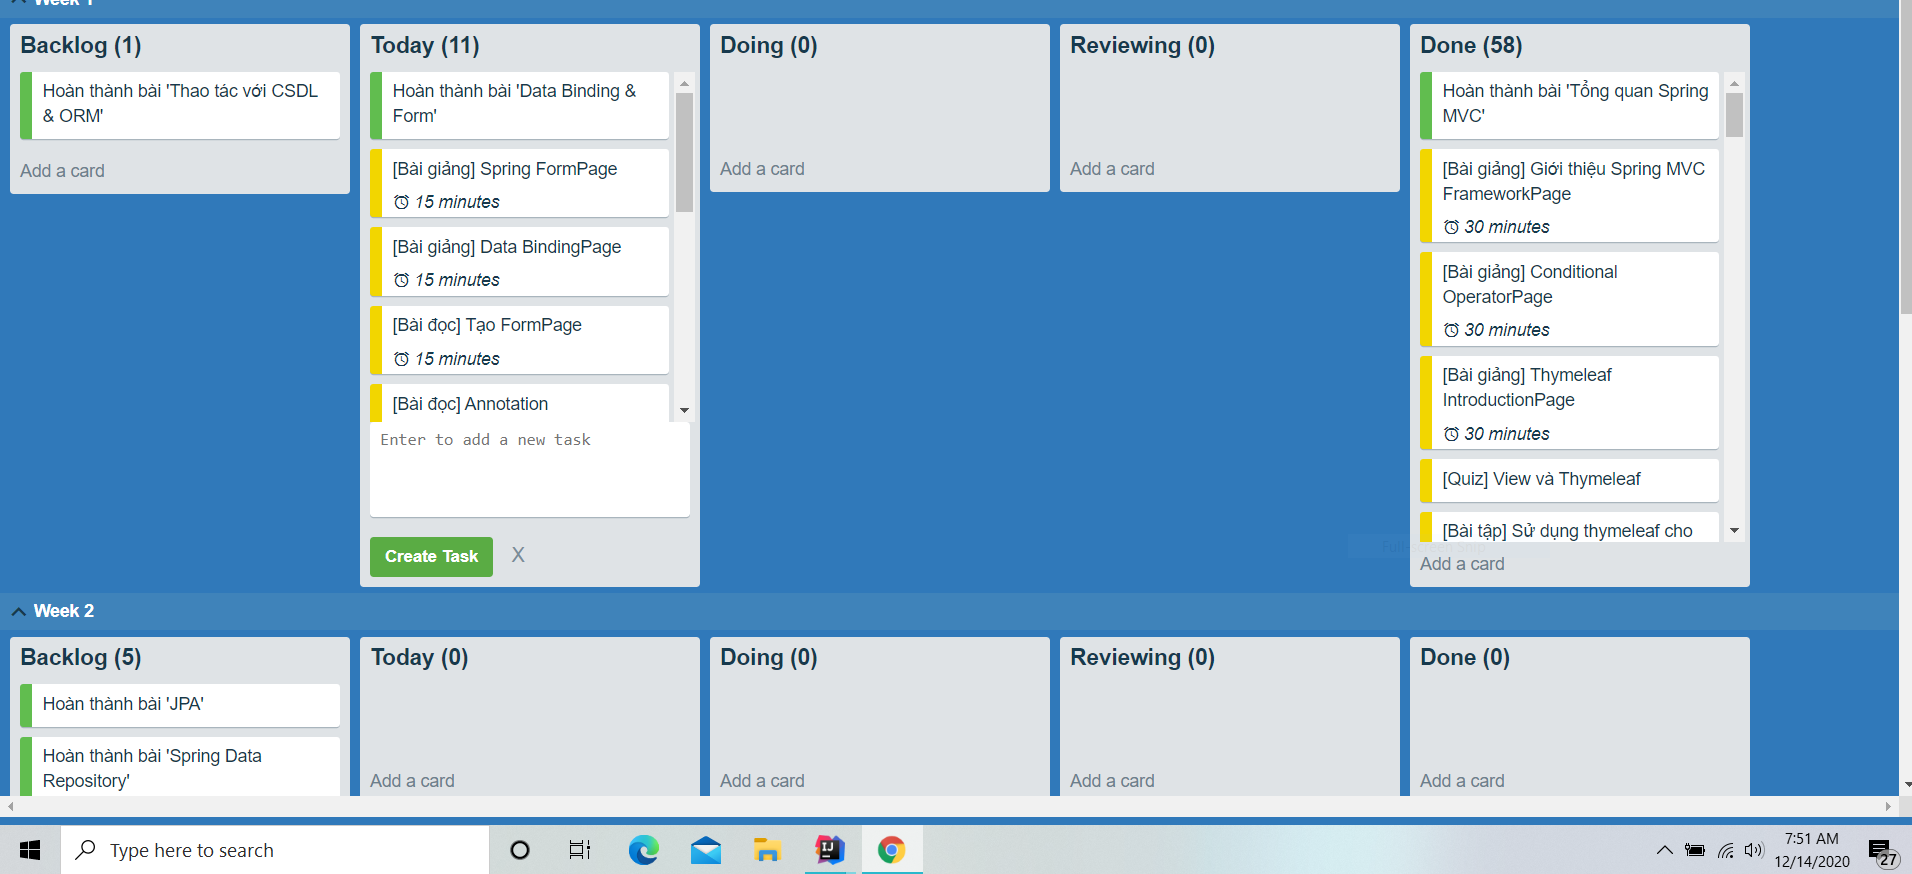 Week 1
Backlog (1)
Hoàn thành bài 'Thao tác với CSDL
& ORM'
Add a card
Today (11)
Hoàn thành bài 'Data Binding &
Form'
[Bài giảng] Spring FormPage
15 minutes
[Bài giảng] Data BindingPage
15 minutes
[Bài đọc] Tạo FormPage
15 minutes
[Bài đọc] Annotation
Enter to add a new task
Create Task X
Doing (0)
Add a card
Reviewing (0)
Add a card
Done (58)
Hoàn thành bài 'Tổng quan Spring
MVC'
[Bài giảng] Giới thiệu Spring MVC
FrameworkPage
30 minutes
[Bài giảng] Conditional
OperatorPage
30 minutes
[Bài giảng] Thymeleaf
IntroductionPage
30 minutes
[Quiz] View và Thymeleaf
[Bài tập] Sử dụng thymeleaf cho
Add a card
Week 2
Backlog (5)
Hoàn thành bài 'JPA'
Hoàn thành bài 'Spring Data
Repository'
Today (0)
Add a card
Doing (0)
Add a card
Reviewing (0)
Add a card
Done (0)
Add a card
Type here to search
IJ
7:51 AM
12/14/2020
27